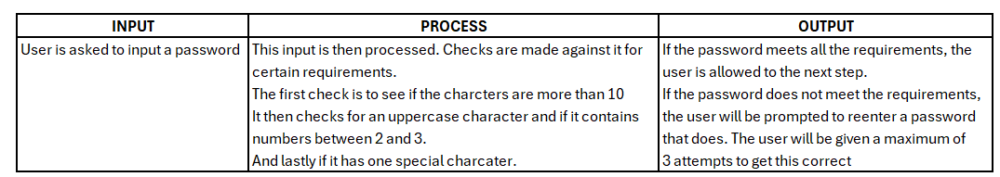 INPUT
PROCESS
OUTPUT
User is asked to input a password
This input is then processed. Checks are made against it for
certain requirements.
The first check is to see if the charcters are more than 10
It then checks for an uppercase character and if it contains
numbers between 2 and 3.
And lastly if it has one special charcater.
If the password meets all the requirements, the
user is allowed to the next step.
If the password does not meet the requirements,
the user will be prompted to reenter a password
that does. The user will be given a maximum of
3 attempts to get this correct